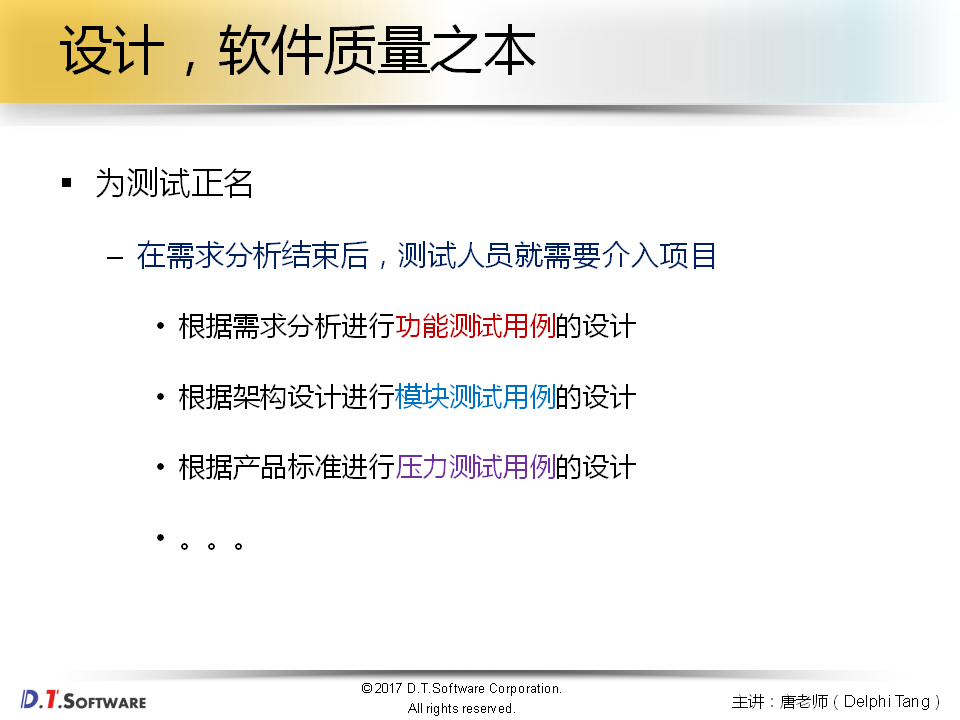 设计，软件质量之本
▪ 为测试正名
– 在需求分析结束后，测试人员就需要介入项目
• 根据需求分析进行功能测试用例的设计
• 根据架构设计进行模块测试用例的设计
• 根据产品标准进行压力测试用例的设计
• 。。。
D.T.SOFTWARE
©2017 D.T.Software Corporation.
All rights reserved.
主讲：唐老师（Delphi Tang）